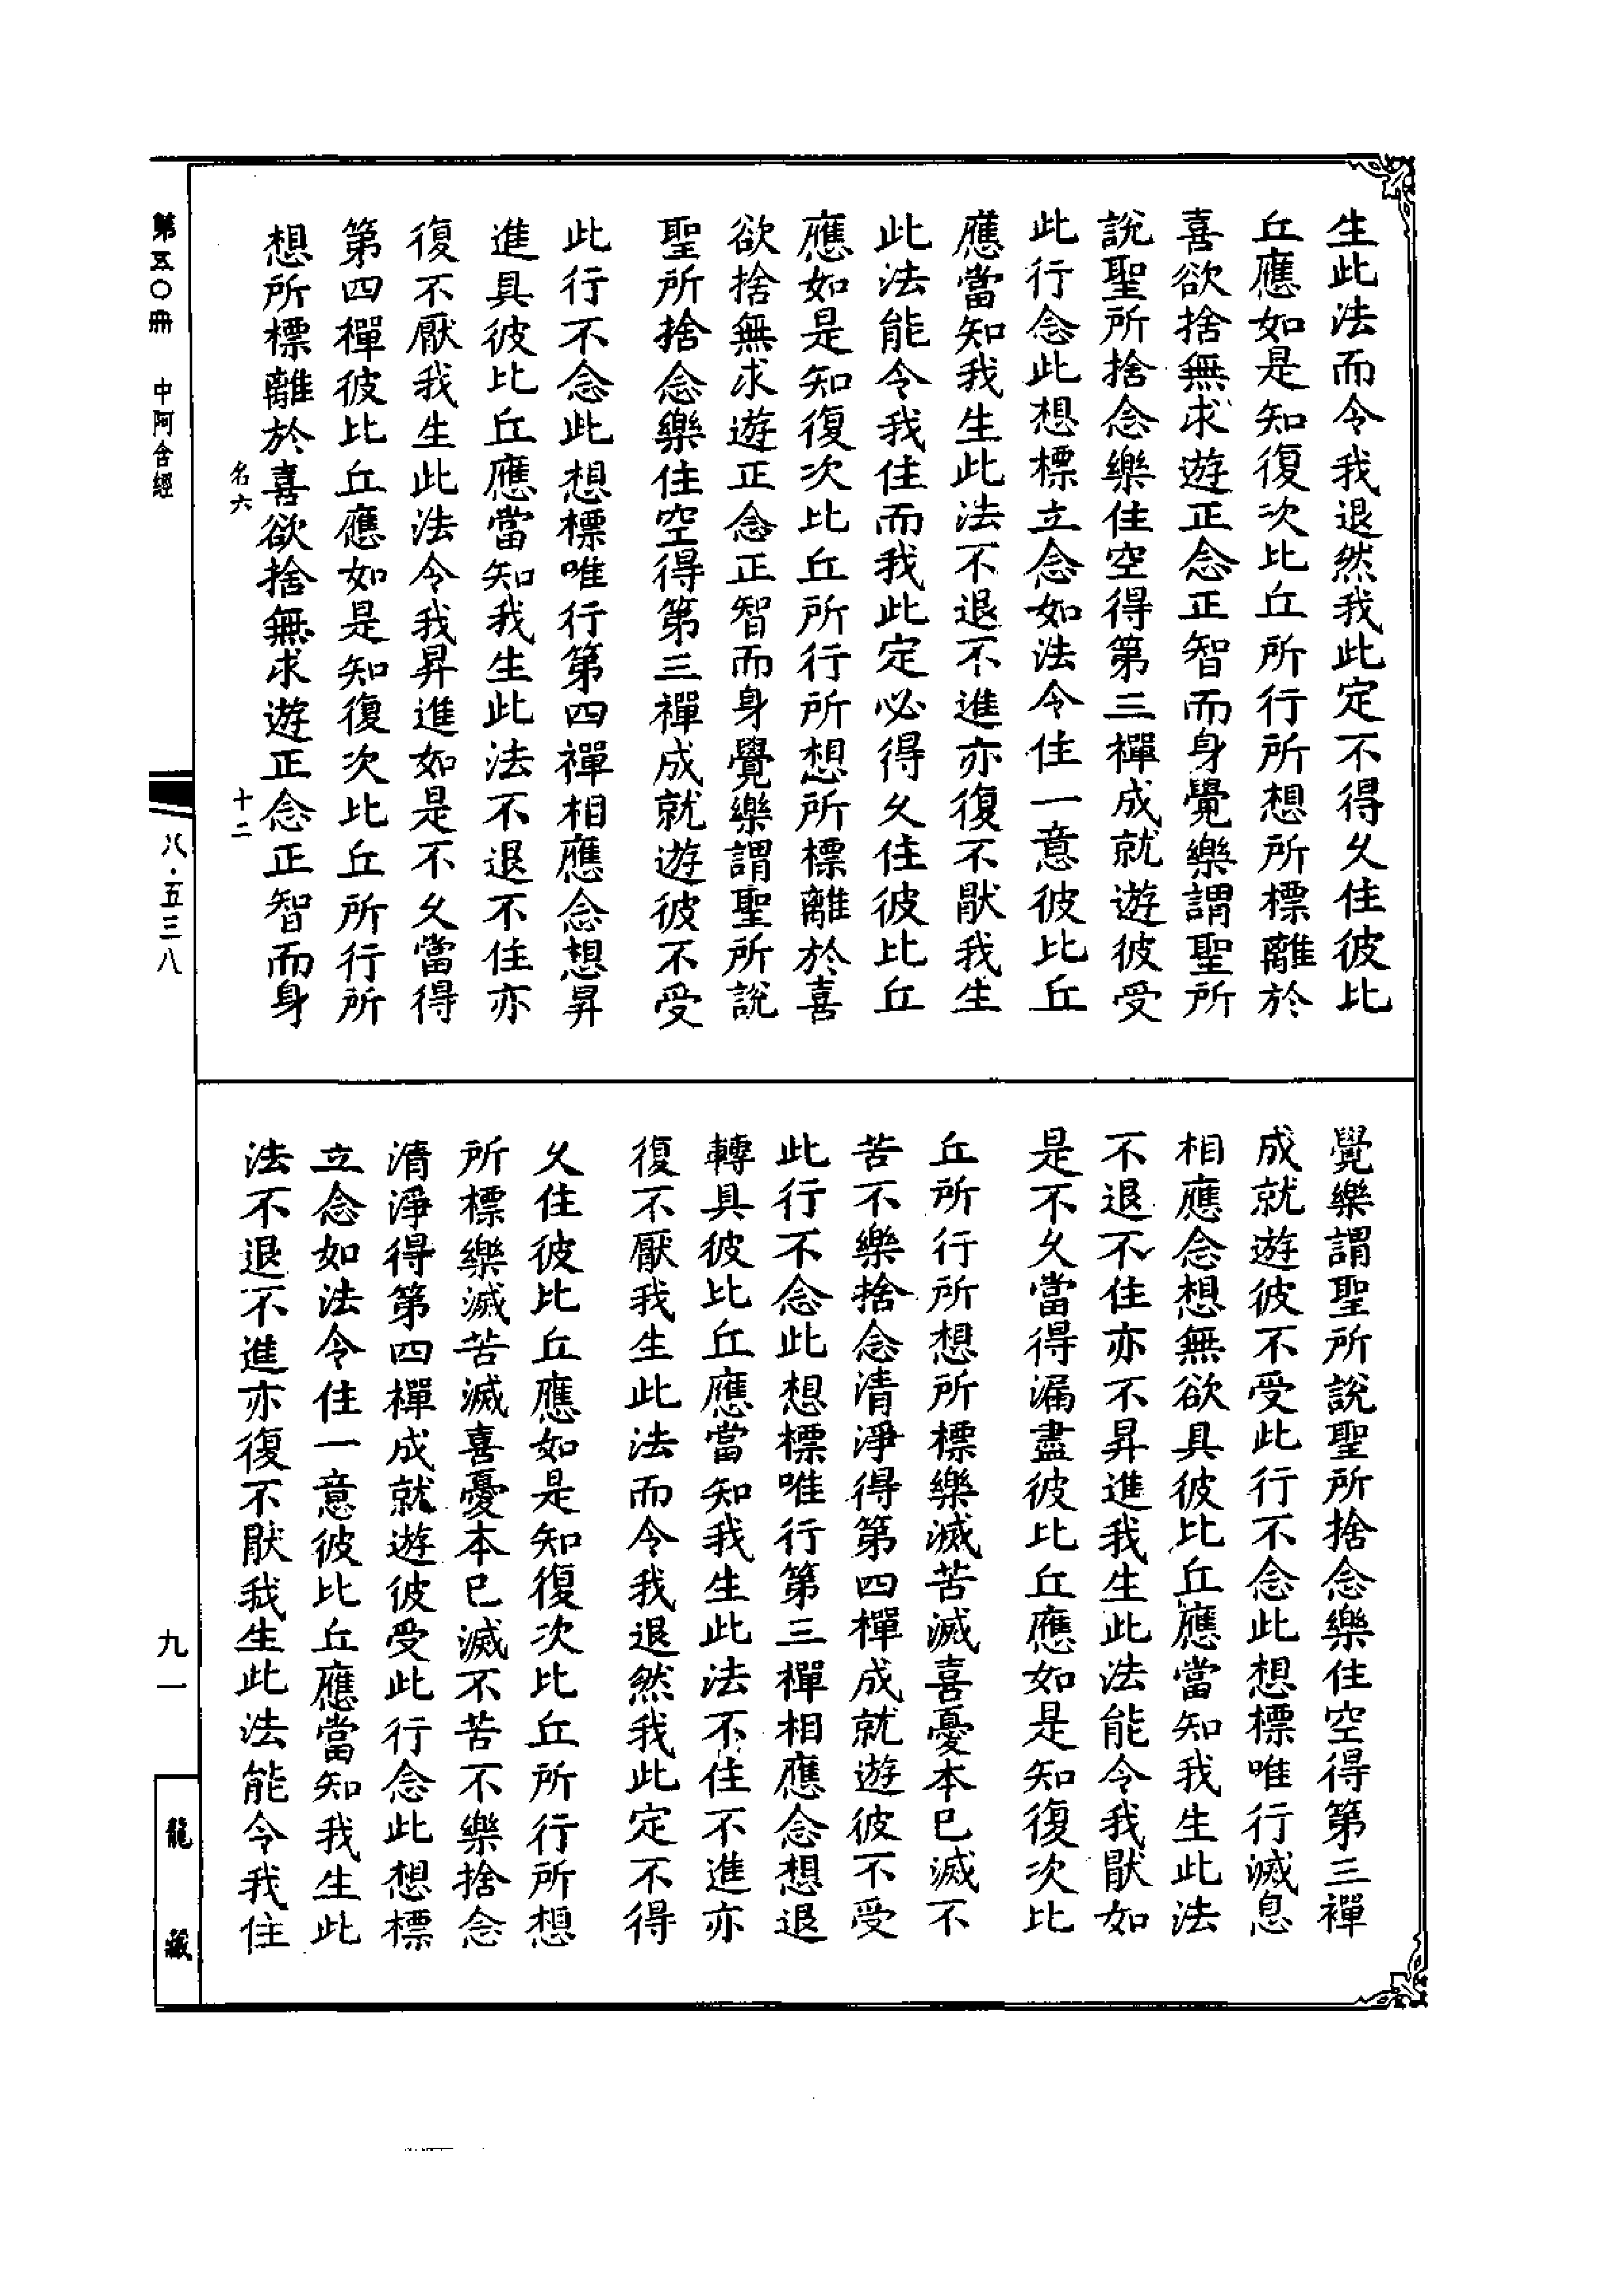 生此法而令我退然我此定不得久住彼比
丘應如是知復次比丘所行所想所標離於
喜欲捨無求遊正念正智而身覺樂謂聖所
說聖所捨念樂住空得第三禪成就遊彼受
此行念此想標立念如法令住一意彼比丘
應當知我生此法不退不進亦復不猒我生
此法能令我住而我此定必得久住彼比丘
應如是知復次比丘所行所想所標離於喜
欲捨無求遊正念正智而身覺樂謂聖所說
聖所捨念樂住空得第三禪成就遊彼不受
此行不念此想標唯行第四禪相應念想昇
進具彼比丘應當知我生此法不退不住亦
復不厭我生此法令我昇進如是不久當得
第四禪彼比丘應如是知復次比丘所行所
想所標離於喜欲捨無求遊正念正智而身
名六
十二
覺樂謂聖所說聖所捨念樂住空得第三禪
成就遊彼不受此行不念此想標唯行滅息
相應念想無欲具彼比丘應當知我生此法
不退不住亦不昇進我生此法能令我猒如
是不久當得漏盡彼比丘應如是知復次比
丘所行所想所標樂滅苦滅喜憂本已滅不
苦不樂捨念清淨得第四禪成就遊彼不受
此行不念此想標唯行第三禪相應念想退
轉具彼比丘應當知我生此法不住不進亦
復不厭我生此法而令我退然我此定不得
久住彼比丘應如是知復次比丘所行所想
所標樂滅苦滅喜憂本已滅不苦不樂捨念
清淨得第四禪成就遊彼受此行念此想標
立念如法令住一意彼比丘應當知我生此
法不退不進亦復不猒我生此法能令我住
第五〇冊 中阿含經
八·五三八
九一
龍藏